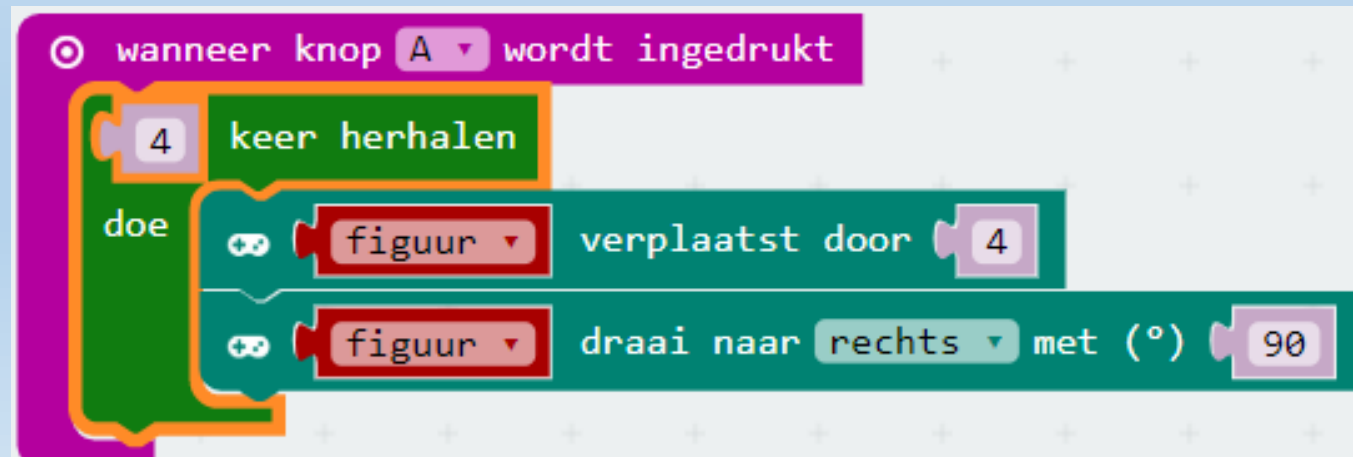 wanneer knop A wordt ingedrukt
4 keer herhalen
doe
figuur verplaatst door 4
figuur draai naar rechts met (°) 90